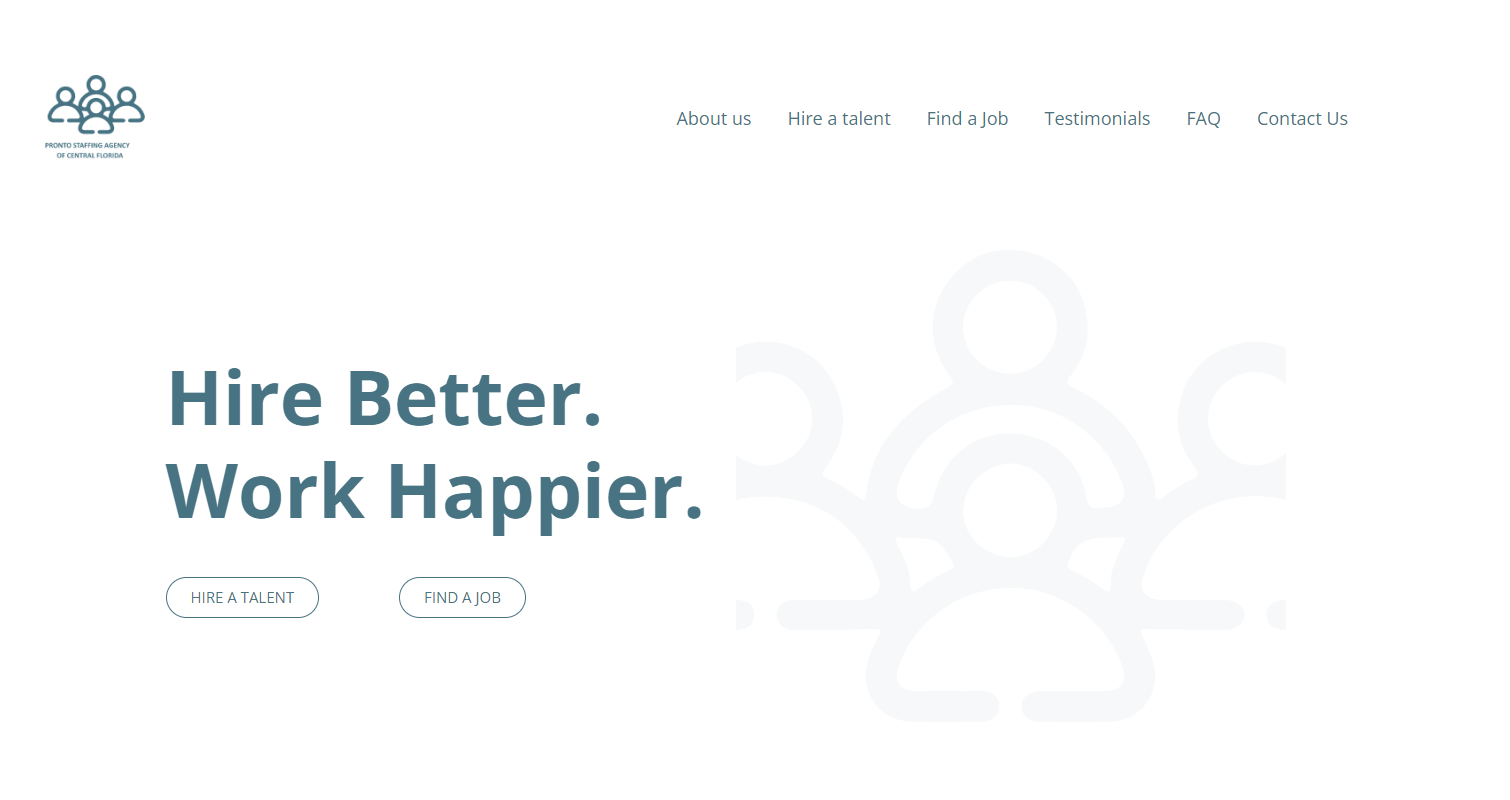 PRONTO STAFFING AGENCY
OF CENTRAL FLORIDA
About us Hire a talent Find a Job Testimonials FAQ Contact Us
Hire Better.
Work Happier.
HIRE A TALENT FIND A JOB